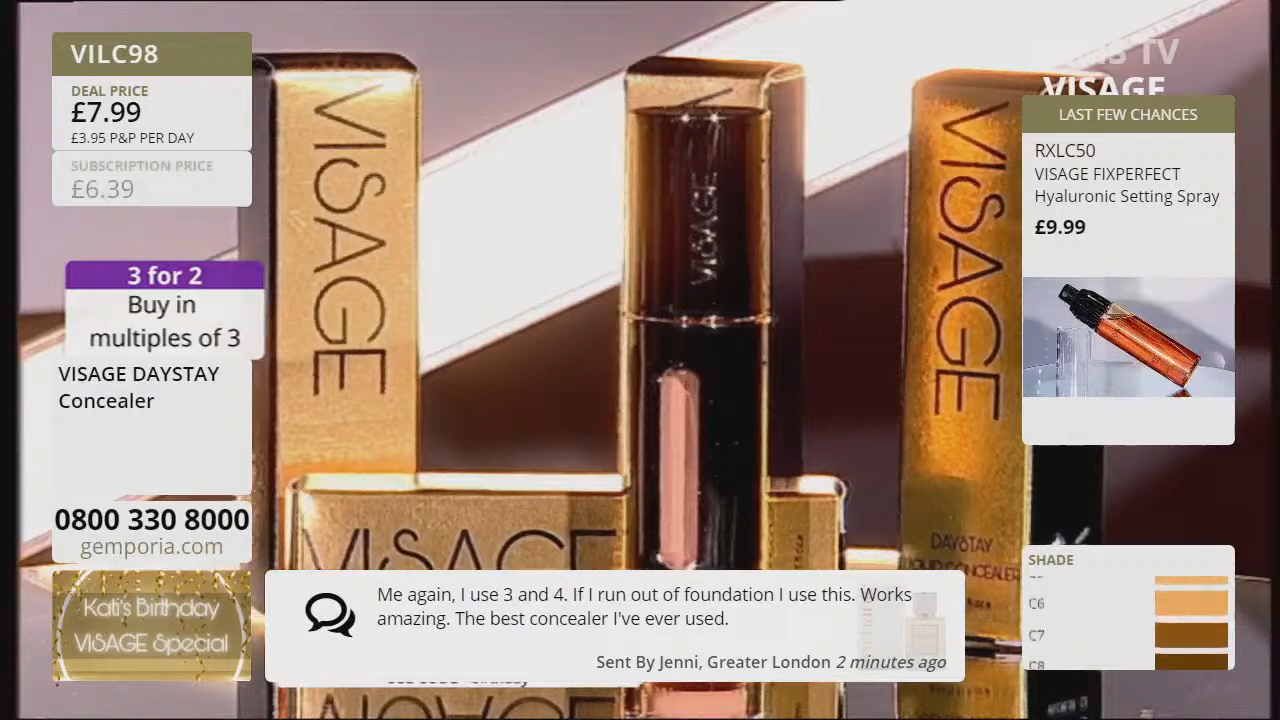 VILC98
DEAL PRICE
£7.99
£3.95 P&P PER DAY
SUBSCRIPTION PRICE
£6.39
3 for 2
Buy in
multiples of 3
VISAGE DAYSTAY
Concealer
0800 330 8000
gemporia.com
Kati's Birthday
VISAGE Special
VISAGE
VISAGE
VISAGE
DAYSTAY
LIQUID CONCEALER
VISAGE
Me again, I use 3 and 4. If I run out of foundation I use this. Works
amazing. The best concealer I've ever used.
Sent By Jenni, Greater London 2 minutes ago
TV
VISAGE
LAST FEW CHANCES
RXLC50
VISAGE FIXPERFECT
Hyaluronic Setting Spray
£9.99
SHADE
C6
C7
C8